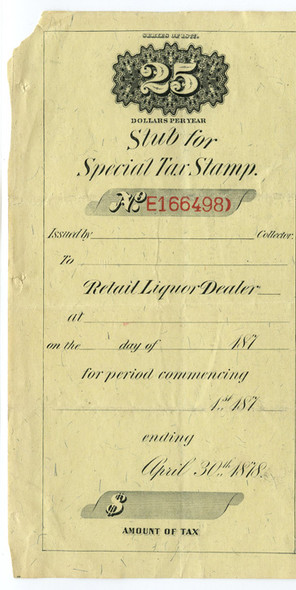 SERIES OF 1877.
25
DOLLARS PER YEAR
Stub for
Special Tax Stamp.
No E166498)
Issued by Collector
To
Retail Liquor Dealer
at
on the day of 187
for period commencing
1st 187
ending
April 30th 1878.
$
AMOUNT OF TAX